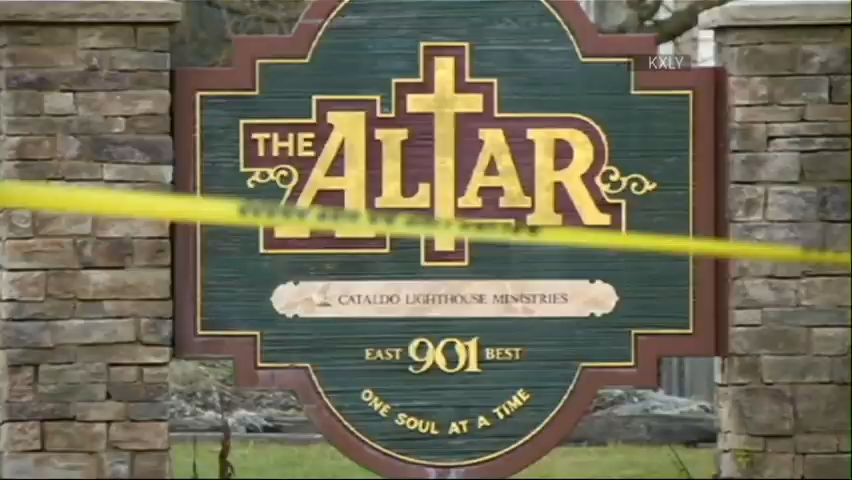 KXLY
THE ALTAR
CATALDO LIGHTHOUSE MINISTRIES
EAST 901 BEST
ONE SOUL AT A TIME